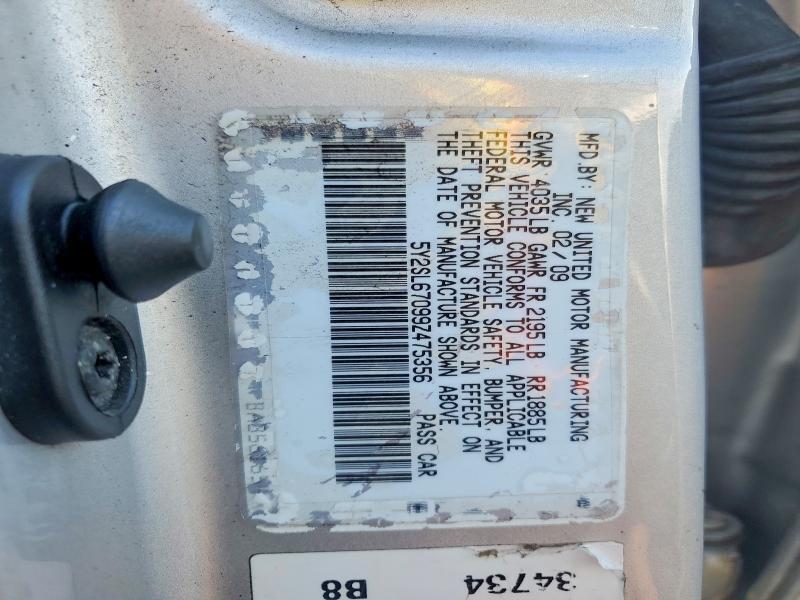 MFD BY: NEW UNITED MOTOR MANUFACTURING
INC. 02/09
GVWR 4035LB GAWR FR 2195LB RR1885LB
THIS VEHICLE CONFORMS TO ALL APPLICABLE
FEDERAL MOTOR VEHICLE SAFETY, BUMPER, AND
THEFT PREVENTION STANDARDS IN EFFECT ON
THE DATE OF MANUFACTURE SHOWN ABOVE.
5Y2SL67099Z475356 PASS CAR
34734
B8